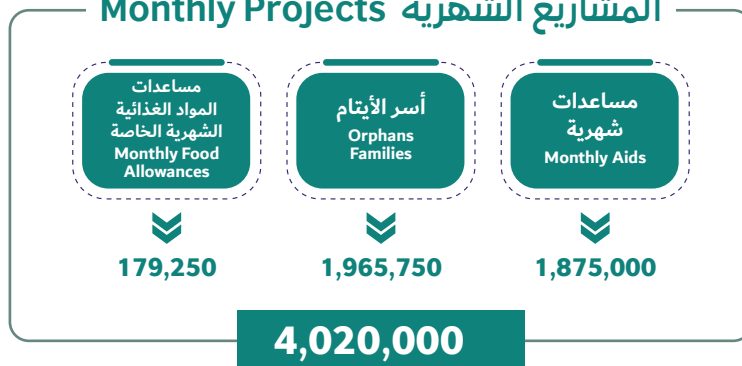 المشاريع الشهرية Monthly Projects
مساعدات
شهرية
Monthly Aids
1,875,000
أسر الأيتام
Orphans
Families
1,965,750
مساعدات
المواد الغذائية
الشهرية الخاصة
Monthly Food
Allowances
179,250
4,020,000